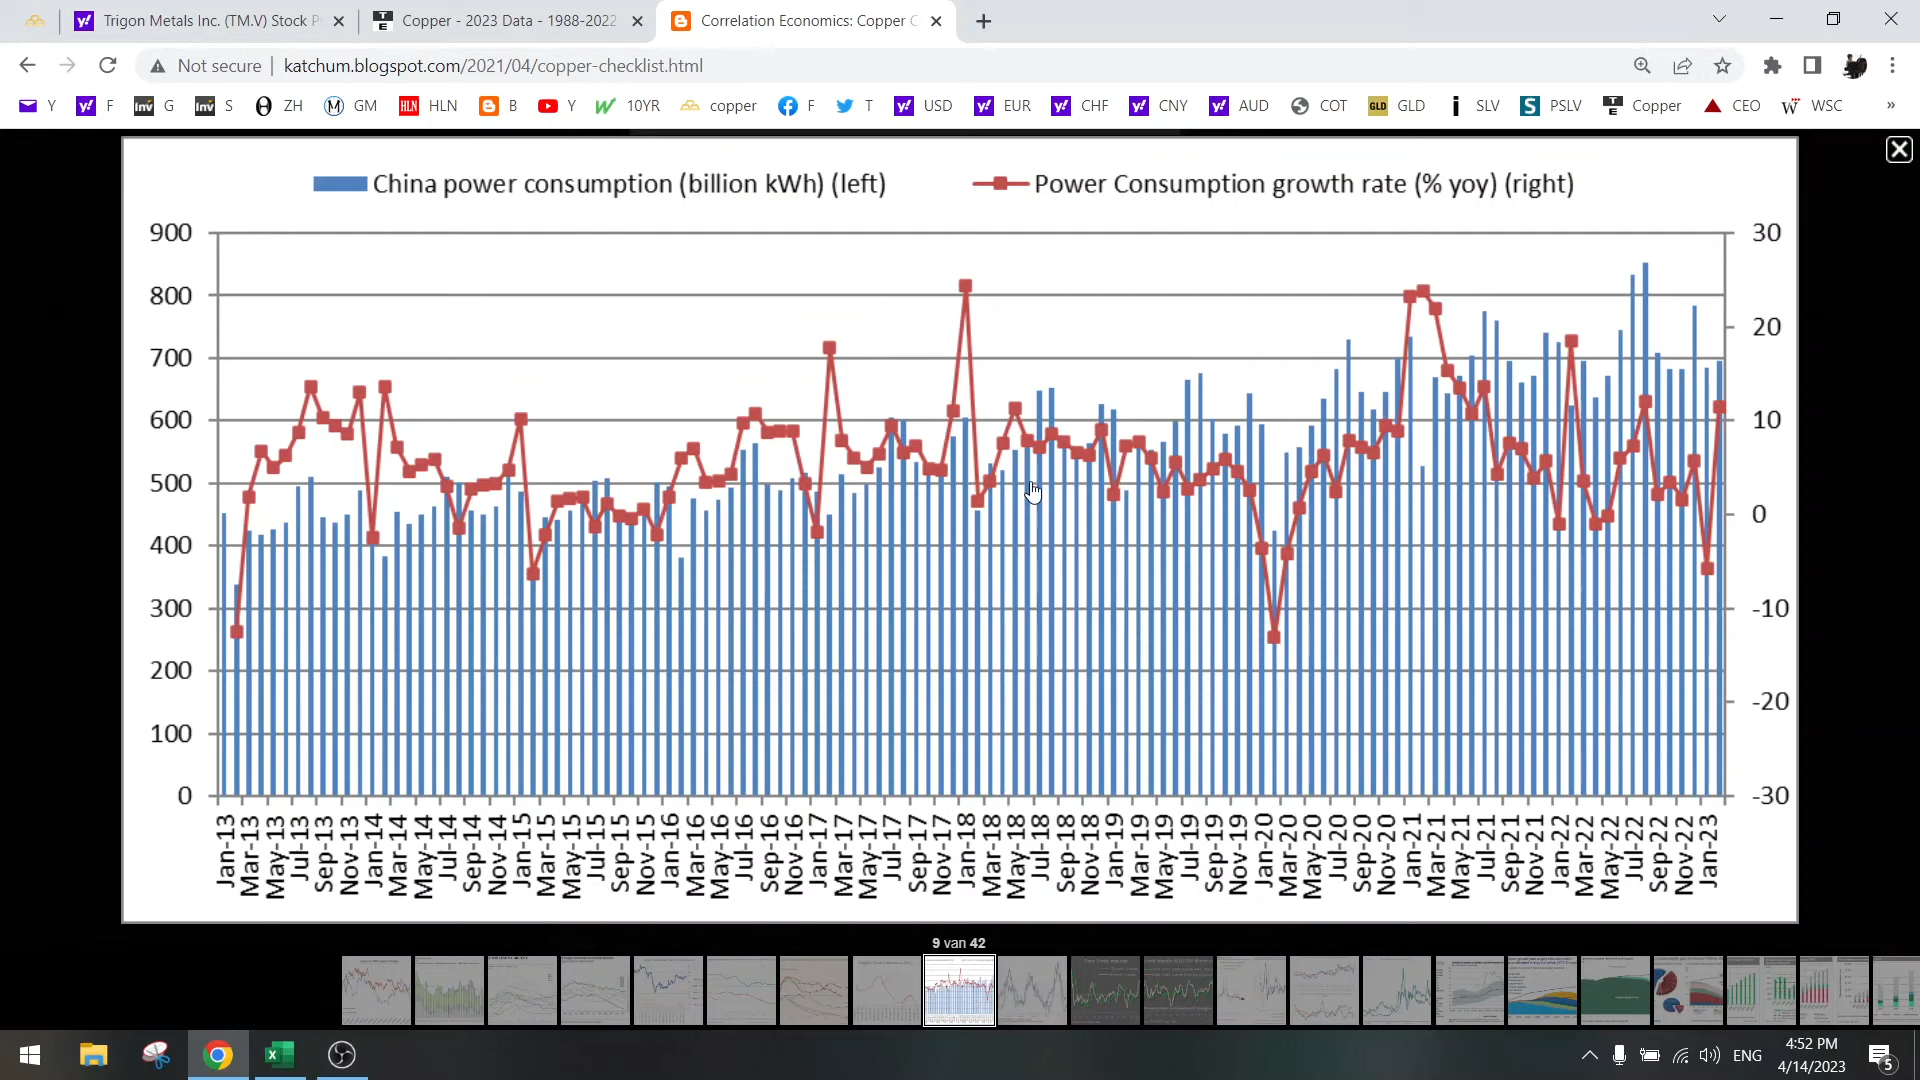 Trigon Metals Inc. (TM.V) Stock P
Copper - 2023 Data - 1988-2022
Correlation Economics: Copper C
Not secure | katchum.blogspot.com/2021/04/copper-checklist.html
Y F G S ZH GM HLN B Y 10YR copper F T USD EUR CHF CNY AUD COT GLD SLV PSLV Copper CEO WSC »
China power consumption (billion kWh) (left)
Power Consumption growth rate (% yoy) (right)
900
800
700
600
500
400
300
200
100
0
30
20
10
0
-10
-20
-30
Jan-13
Mar-13
May-13
Jul-13
Sep-13
Nov-13
Jan-14
Mar-14
May-14
Jul-14
Sep-14
Nov-14
Jan-15
Mar-15
May-15
Jul-15
Sep-15
Nov-15
Jan-16
Mar-16
May-16
Jul-16
Sep-16
Nov-16
Jan-17
Mar-17
May-17
Jul-17
Sep-17
Nov-17
Jan-18
Mar-18
May-18
Jul-18
Sep-18
Nov-18
Jan-19
Mar-19
May-19
Jul-19
Sep-19
Nov-19
Jan-20
Mar-20
May-20
Jul-20
Sep-20
Nov-20
Jan-21
Mar-21
May-21
Jul-21
Sep-21
Nov-21
Jan-22
Mar-22
May-22
Jul-22
Sep-22
Nov-22
Jan-23
9 van 42
ENG
4:52 PM
4/14/2023
5